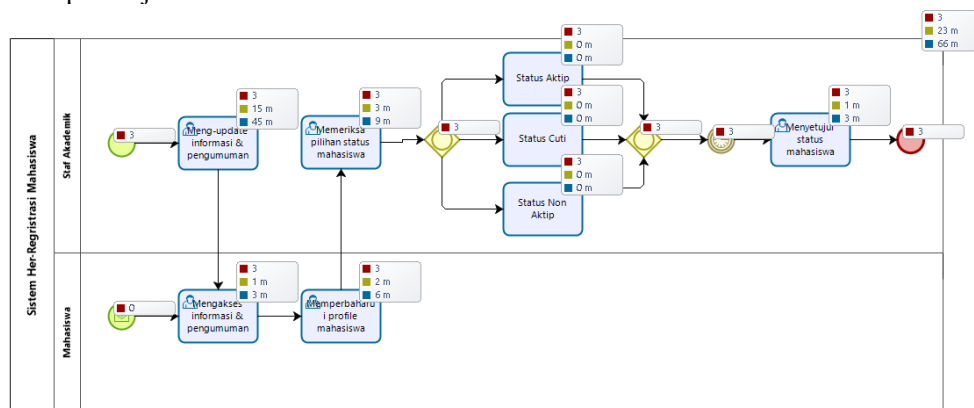 3
23 m
66 m
Sistem Her-Regristrasi Mahasiswa
Staf Akademik
3
Meng-update
informasi &
pengumuman
3
15 m
45 m
Memeriksa
pilihan status
mahasiswa
3
3 m
9 m
3
Status Aktip
3
0 m
0 m
Status Cuti
3
0 m
0 m
Status Non
Aktip
3
0 m
0 m
3
3
Menyetujui
status
mahasiswa
3
1 m
3 m
3
Mahasiswa
0
Mengakses
informasi &
pengumuman
3
1 m
3 m
Memperbaharu
i profile
mahasiswa
3
2 m
6 m